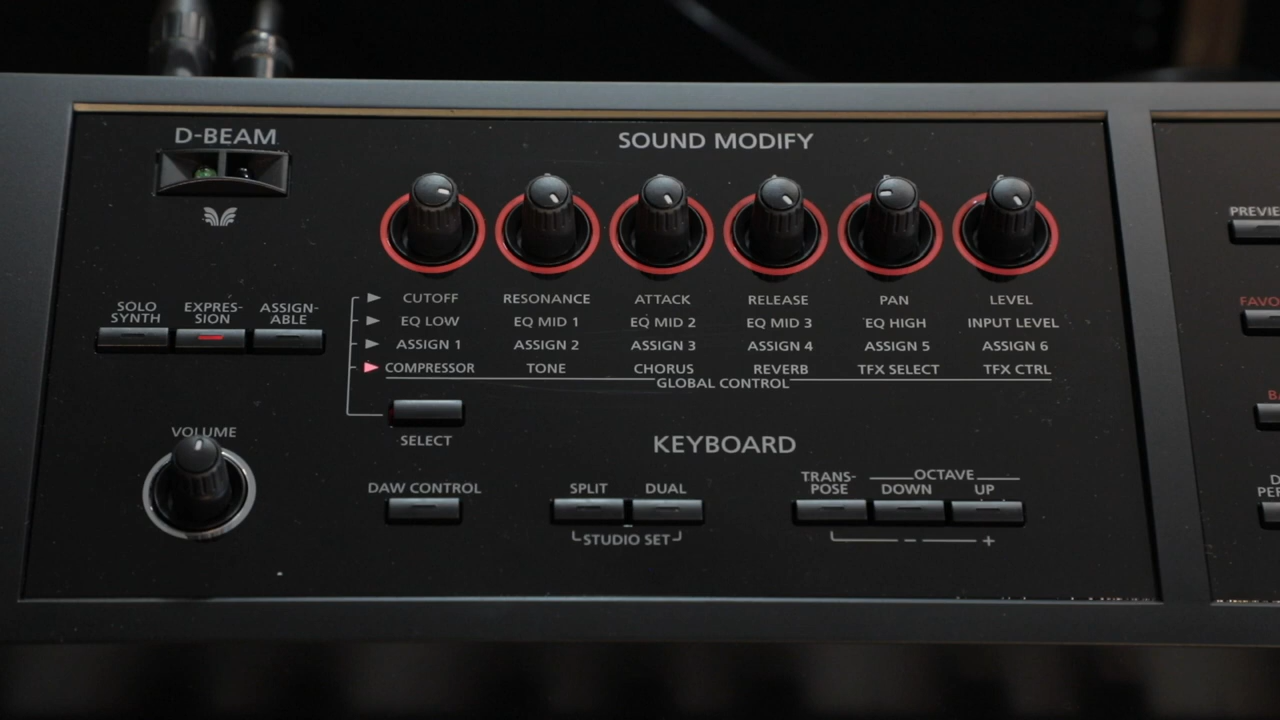 D-BEAM
SOUND MODIFY
SOLO
SYNTH
EXPRES-
SION
ASSIGN-
ABLE
CUTOFF RESONANCE ATTACK RELEASE PAN LEVEL
EQ LOW EQ MID 1 EQ MID 2 EQ MID 3 EQ HIGH INPUT LEVEL
ASSIGN 1 ASSIGN 2 ASSIGN 3 ASSIGN 4 ASSIGN 5 ASSIGN 6
COMPRESSOR TONE CHORUS REVERB TFX SELECT TFX CTRL
GLOBAL CONTROL
SELECT
VOLUME
KEYBOARD
DAW CONTROL
SPLIT DUAL
STUDIO SET
TRANS-
POSE
OCTAVE
DOWN UP
− +